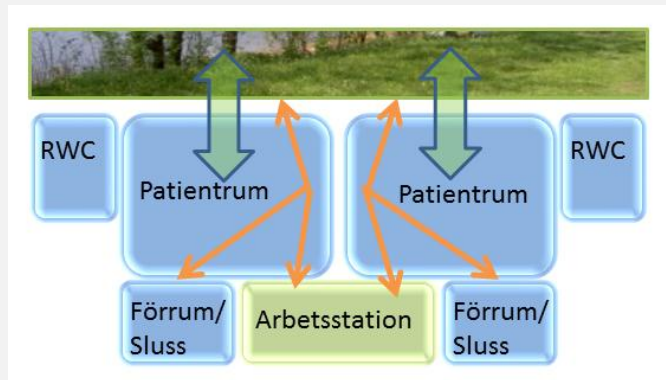 RWC
Patientrum
Patientrum
RWC
Förrum/
Sluss
Arbetsstation
Förrum/
Sluss